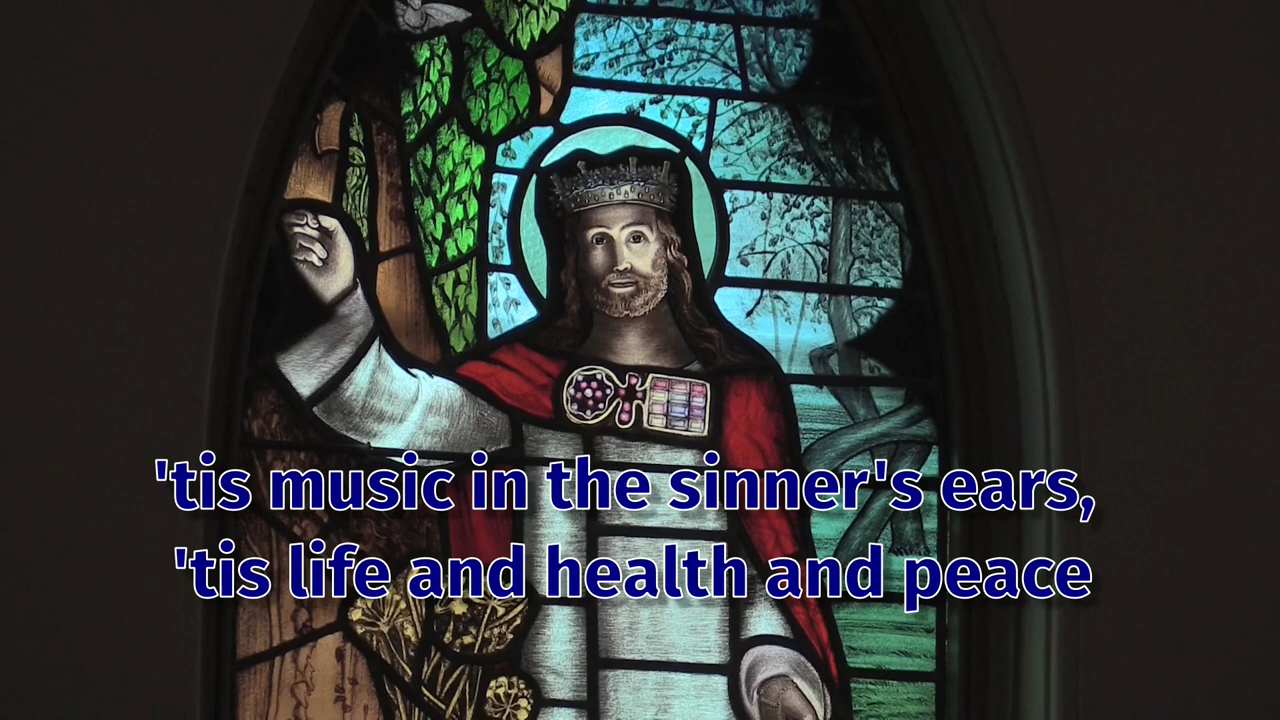 'tis music in the sinner's ears,
'tis life and health and peace